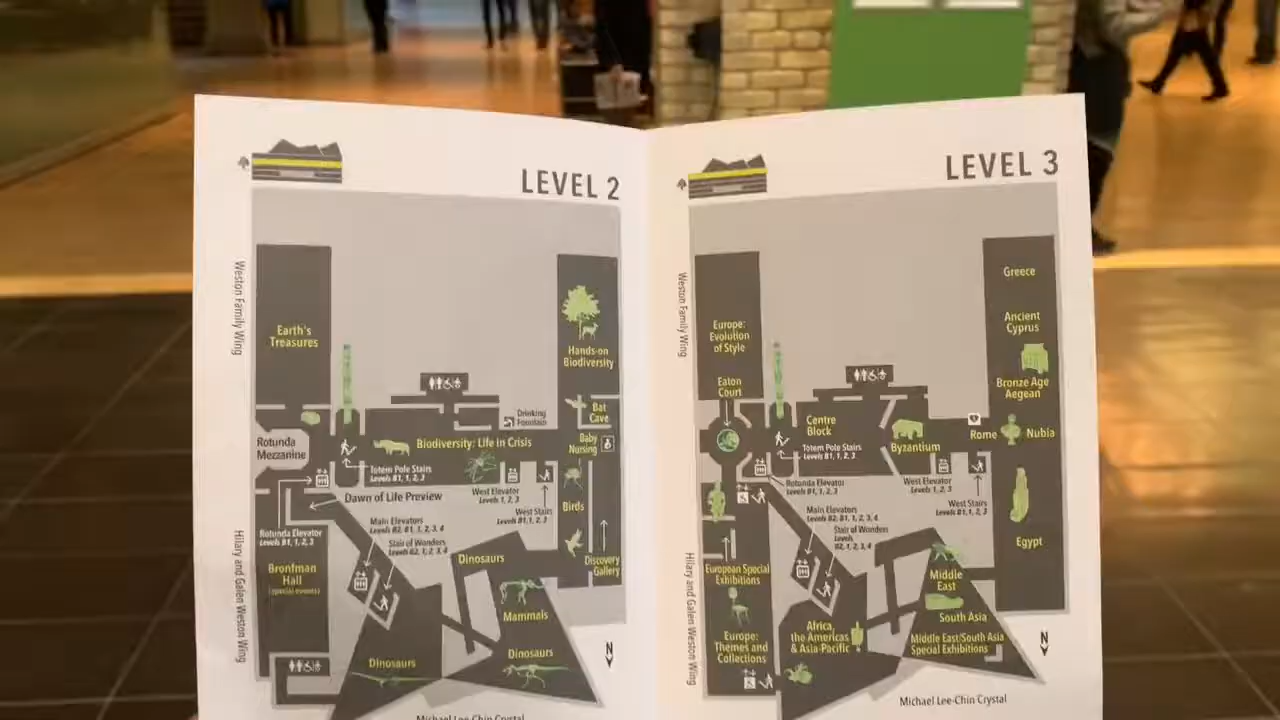 LEVEL 2
Weston Family Wing
Earth's
Treasures
Hands-on
Biodiversity
Drinking
Fountain
Bat
Cave
Rotunda
Mezzanine
Biodiversity: Life in Crisis
Baby
Nursing
Totem Pole Stairs
Levels B1, 1, 2, 3
Dawn of Life Preview
West Elevator
Levels 1, 2, 3
West Stairs
Levels B1, 1, 2, 3
Birds
Main Elevators
Levels B2, B1, 1, 2, 3, 4
Stair of Wonders
Levels B2, 1, 2, 3, 4
Rotunda Elevator
Levels B1, 1, 2, 3
Hilary and Galen Weston Wing
Bronfman
Hall
(special events)
Dinosaurs
Discovery
Gallery
Mammals
Dinosaurs
Dinosaurs
N
Michael Lee-Chin Crystal
LEVEL 3
Weston Family Wing
Europe:
Evolution
of Style
Eaton
Court
Greece
Ancient
Cyprus
Bronze Age
Aegean
Centre
Block
Byzantium
Rome
Nubia
Totem Pole Stairs
Levels B1, 1, 2, 3
Rotunda Elevator
Levels B1, 1, 2, 3
West Elevator
Levels 1, 2, 3
West Stairs
Levels B1, 1, 2, 3
Main Elevators
Levels B2, B1, 1, 2, 3, 4
Stair of Wonders
Levels
B2, 1, 2, 3, 4
Egypt
Hilary and Galen Weston Wing
European Special
Exhibitions
Europe:
Themes and
Collections
Africa,
the Americas
& Asia-Pacific
Middle
East
South Asia
Middle East/South Asia
Special Exhibitions
N
Michael Lee-Chin Crystal